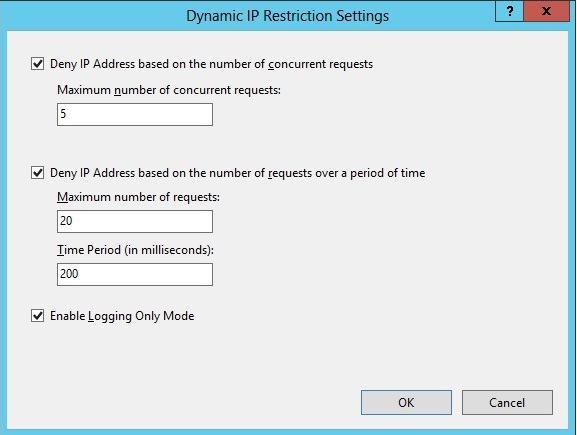 Dynamic IP Restriction Settings
? x
Deny IP Address based on the number of concurrent requests
Maximum number of concurrent requests:
5
Deny IP Address based on the number of requests over a period of time
Maximum number of requests:
20
Time Period (in milliseconds):
200
Enable Logging Only Mode
OK Cancel